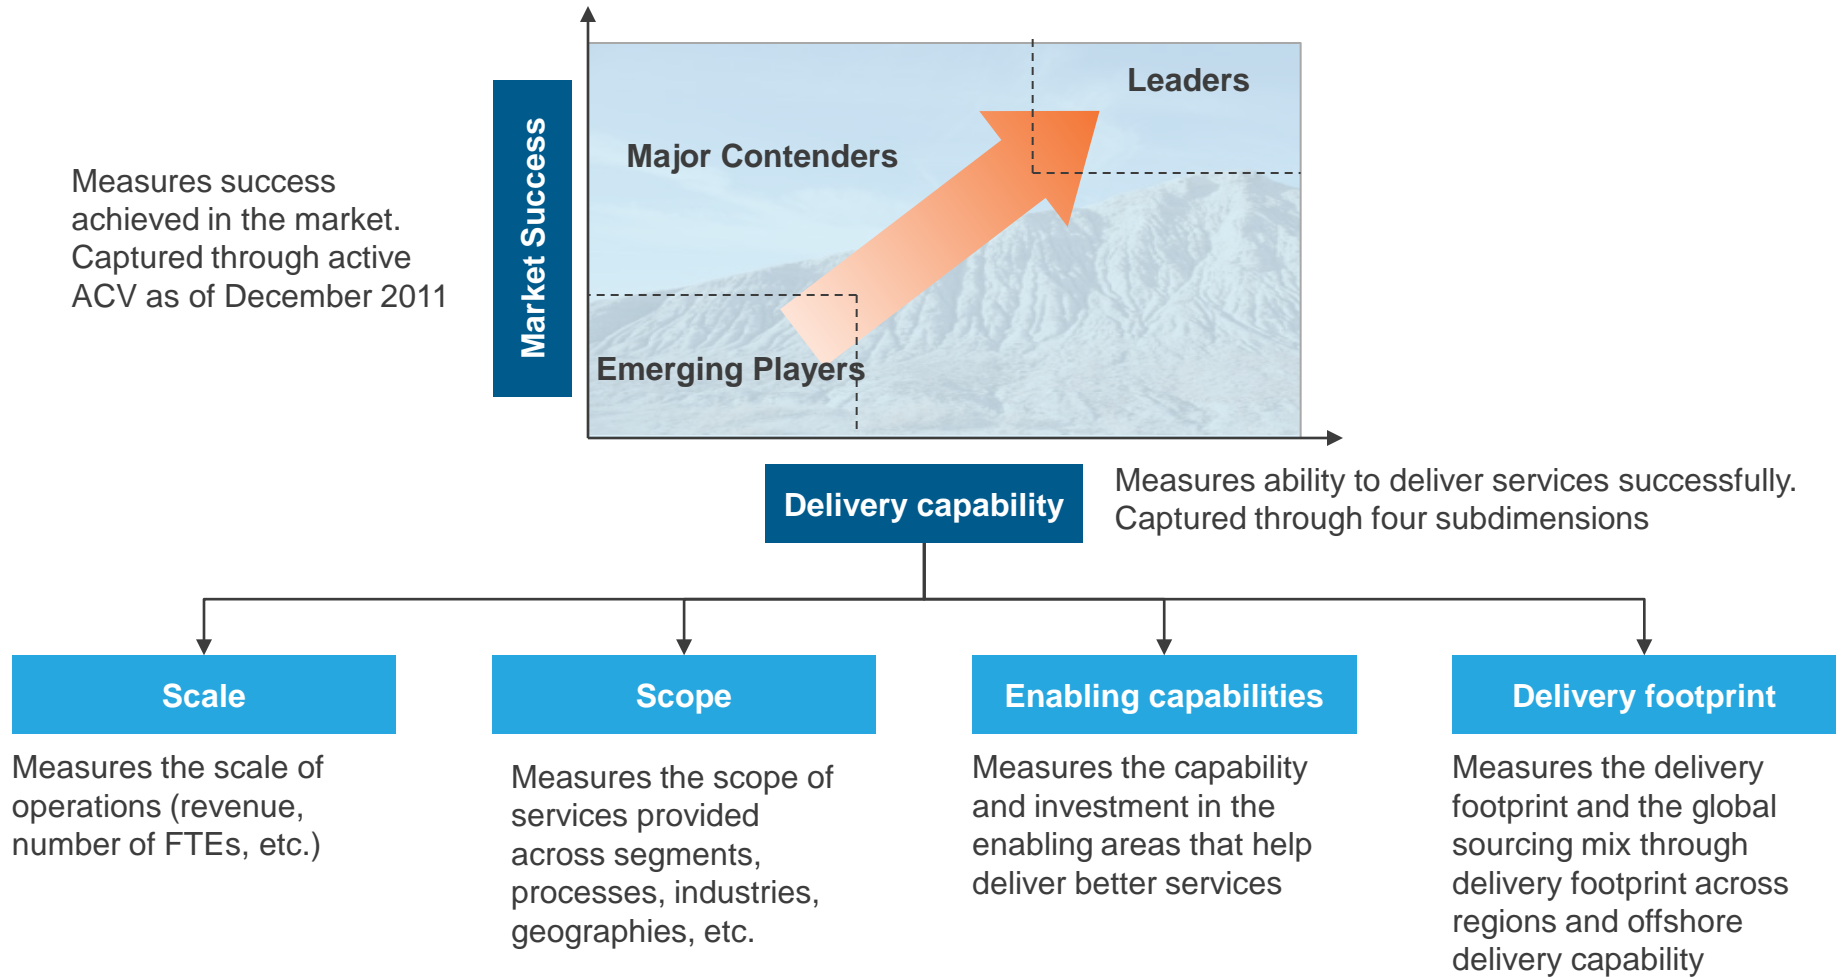 Leaders
Major Contenders
Emerging Players
Market Success
Measures success
achieved in the market.
Captured through active
ACV as of December 2011
Delivery capability
Measures ability to deliver services successfully.
Captured through four subdimensions
Scale
Measures the scale of
operations (revenue,
number of FTEs, etc.)
Scope
Measures the scope of
services provided
across segments,
processes, industries,
geographies, etc.
Enabling capabilities
Measures the capability
and investment in the
enabling areas that help
deliver better services
Delivery footprint
Measures the delivery
footprint and the global
sourcing mix through
delivery footprint across
regions and offshore
delivery capability